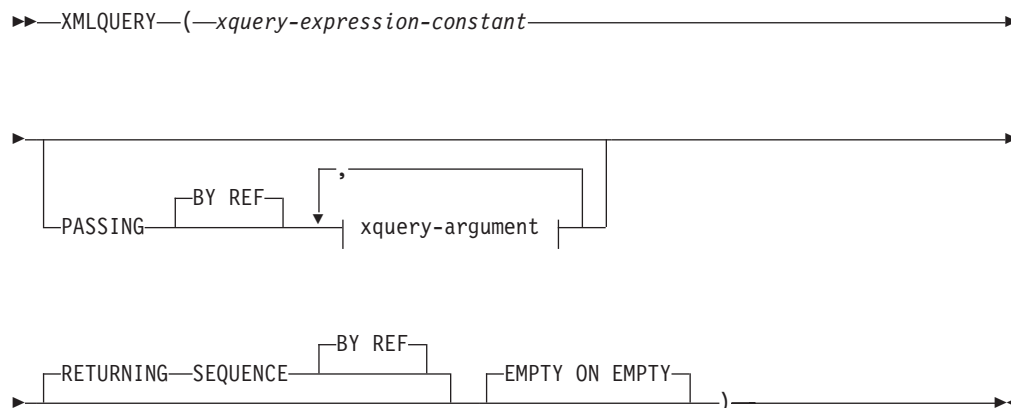 XMLQUERY ( xquery-expression-constant
,
BY REF
PASSING xquery-argument
BY REF
RETURNING SEQUENCE EMPTY ON EMPTY
)